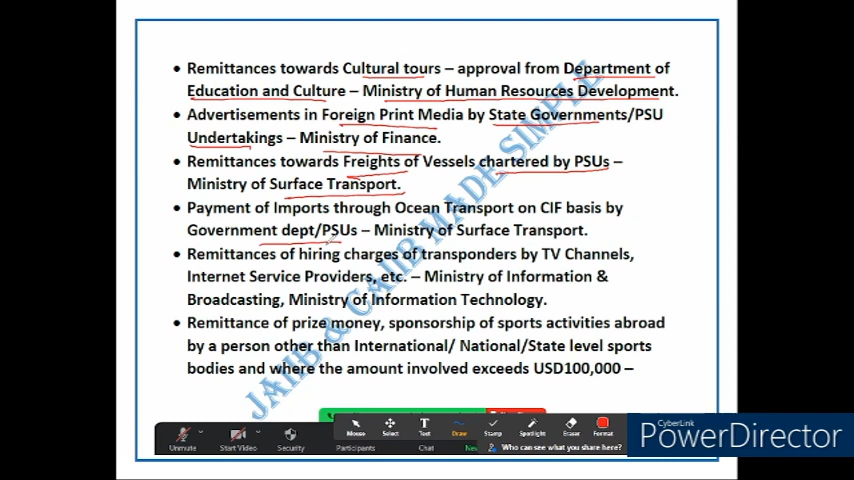 • Remittances towards Cultural tours – approval from Department of
Education and Culture – Ministry of Human Resources Development.
• Advertisements in Foreign Print Media by State Governments/PSU
Undertakings – Ministry of Finance.
• Remittances towards Freights of Vessels chartered by PSUs –
Ministry of Surface Transport.
• Payment of Imports through Ocean Transport on CIF basis by
Government dept/PSUs – Ministry of Surface Transport.
• Remittances of hiring charges of transponders by TV Channels,
Internet Service Providers, etc. – Ministry of Information &
Broadcasting, Ministry of Information Technology.
• Remittance of prize money, sponsorship of sports activities abroad
by a person other than International/ National/State level sports
bodies and where the amount involved exceeds USD100,000 –
JAIIB & CAIIB MADE SIMPLE
Mouse Select Text Draw Stamp Spotlight Eraser Format
Unmute Start Video Security Participants Chat
Who can see what you share here?
CyberLink
PowerDirector